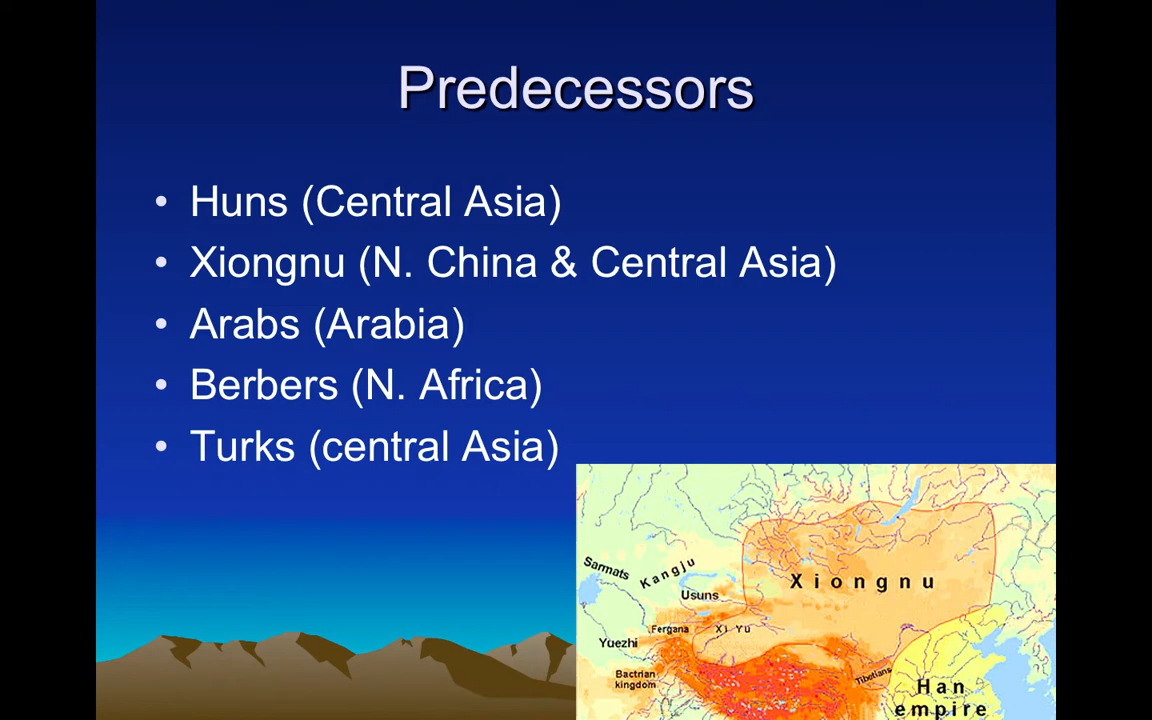 Predecessors
• Huns (Central Asia)
• Xiongnu (N. China & Central Asia)
• Arabs (Arabia)
• Berbers (N. Africa)
• Turks (central Asia)
Sarmats
Kangju
Xiongnu
Usuns
Fergana
Xi Yu
Yuezhi
Bactrian
kingdom
Tibetians
Han
empire